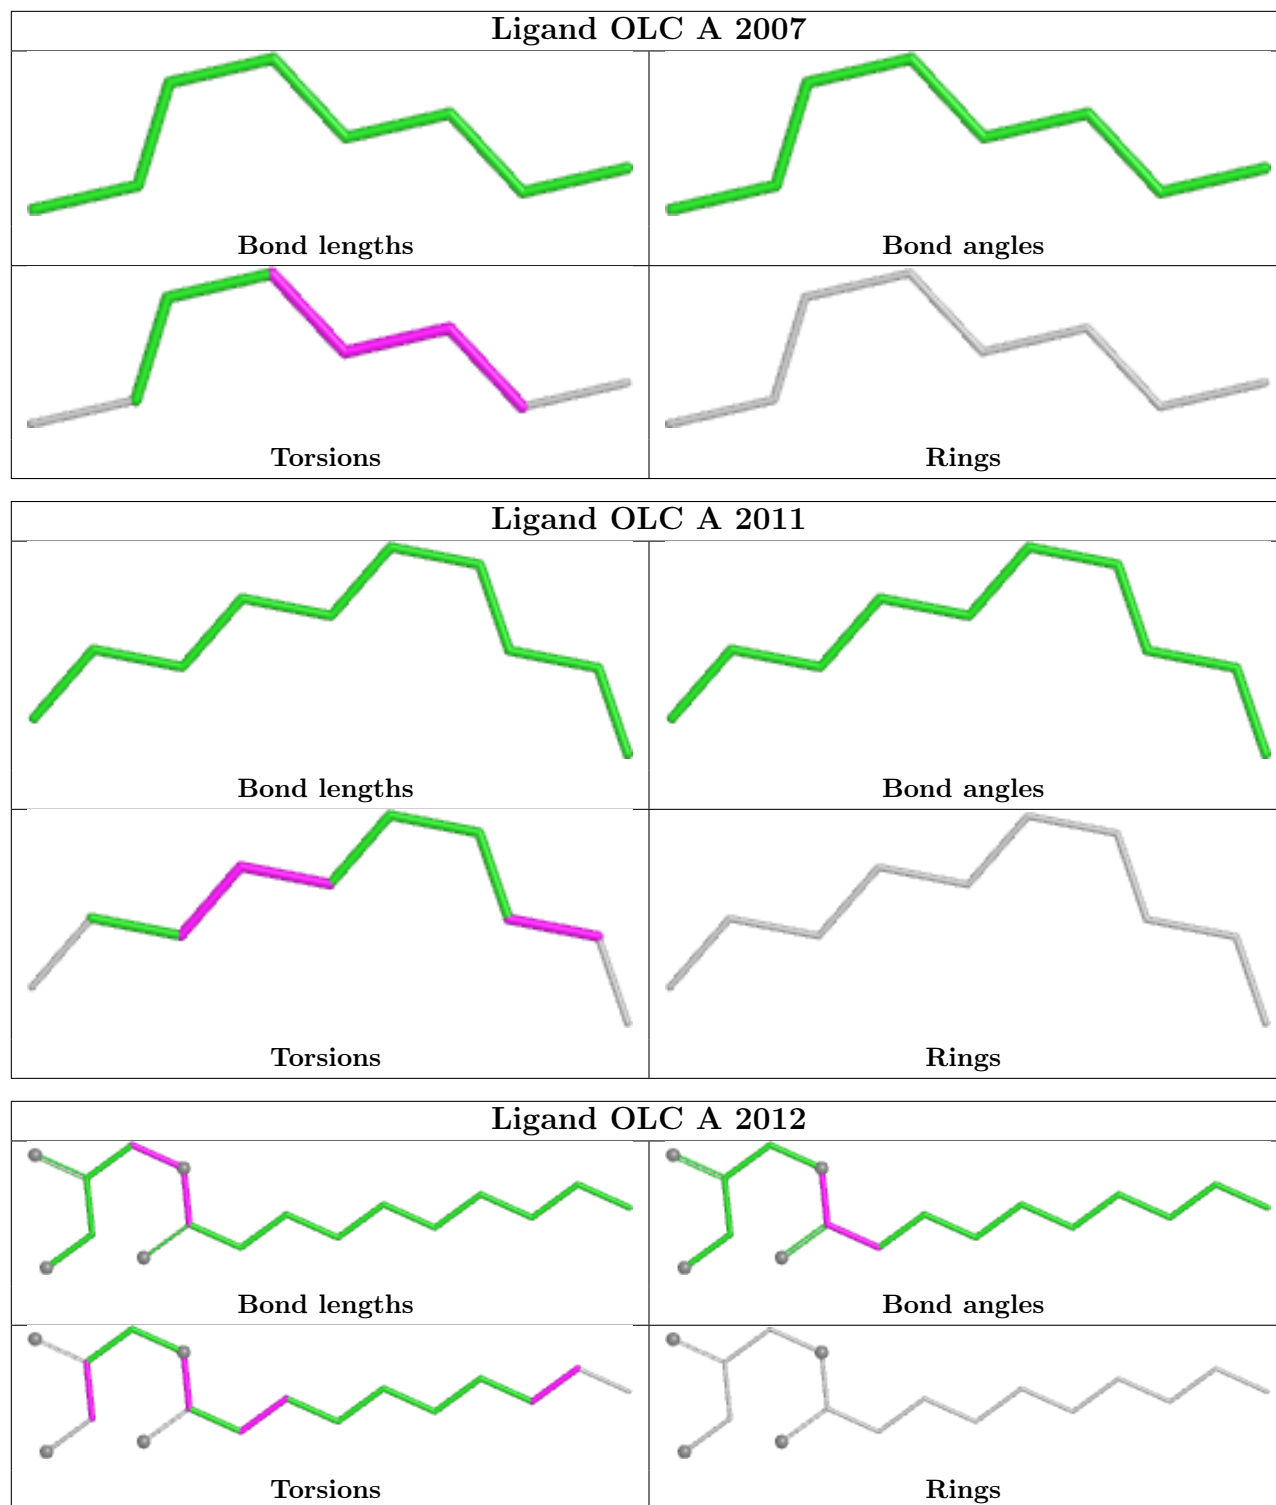 Ligand OLC A 2007
Bond lengths
Bond angles
Torsions
Rings
Ligand OLC A 2011
Bond lengths
Bond angles
Torsions
Rings
Ligand OLC A 2012
Bond lengths
Bond angles
Torsions
Rings